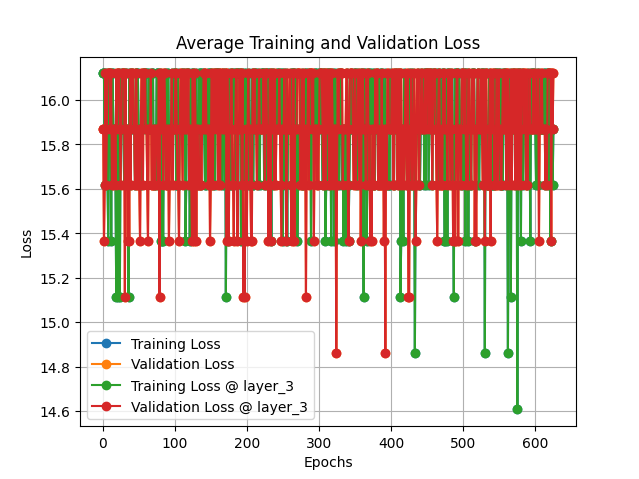 Average Training and Validation Loss
Loss
16.0
15.8
15.6
15.4
15.2
15.0
14.8
14.6
Training Loss
Validation Loss
Training Loss @ layer_3
Validation Loss @ layer_3
0 100 200 300 400 500 600
Epochs